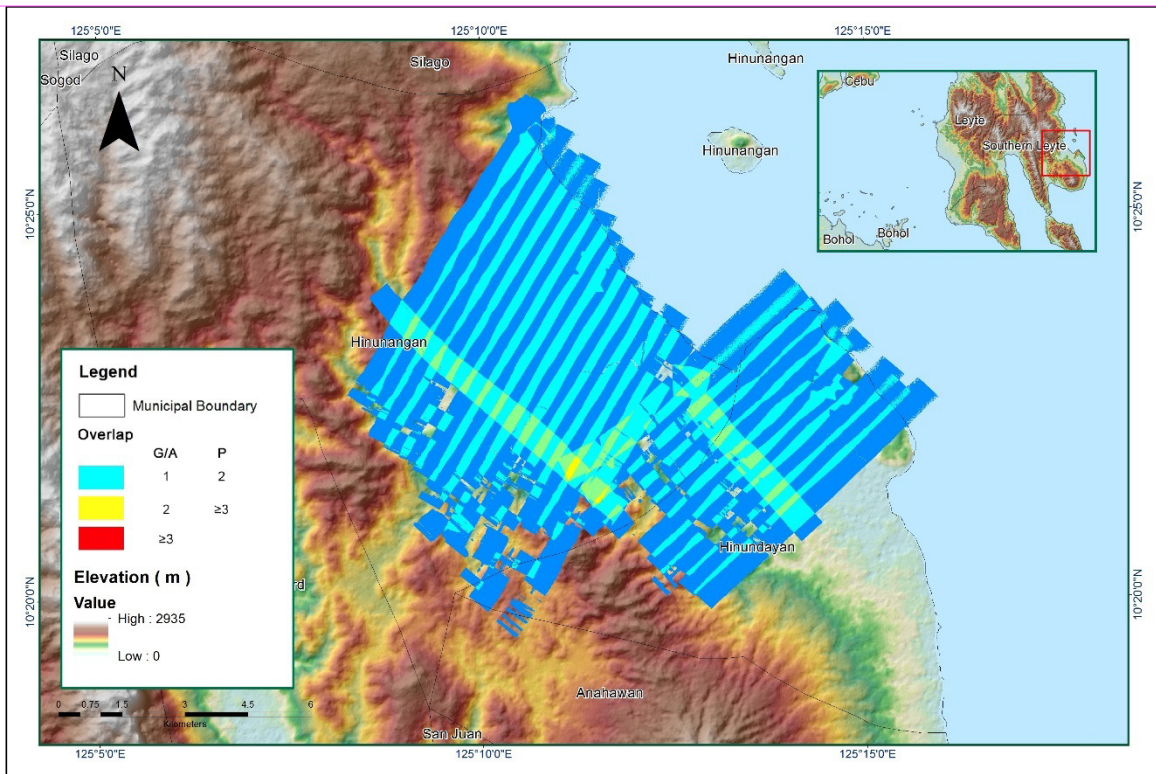 125°5'0"E 125°10'0"E 125°15'0"E
Silago
Sogod
N
Silago
Hinunangan
Hinunangan
Cebu
Leyte
Southern Leyte
Bohol
Bohol
10°25'0"N
10°25'0"N
Hinunangan
Legend
Municipal Boundary
Overlap
G/A P
1 2
2 ≥3
≥3
Elevation ( m )
Value
High : 2935
Low : 0
rd
Hinundayan
10°20'0"N
10°20'0"N
Anahawan
San Juan
0 0.75 1.5 3 4.5 6
Kilometers
125°5'0"E 125°10'0"E 125°15'0"E